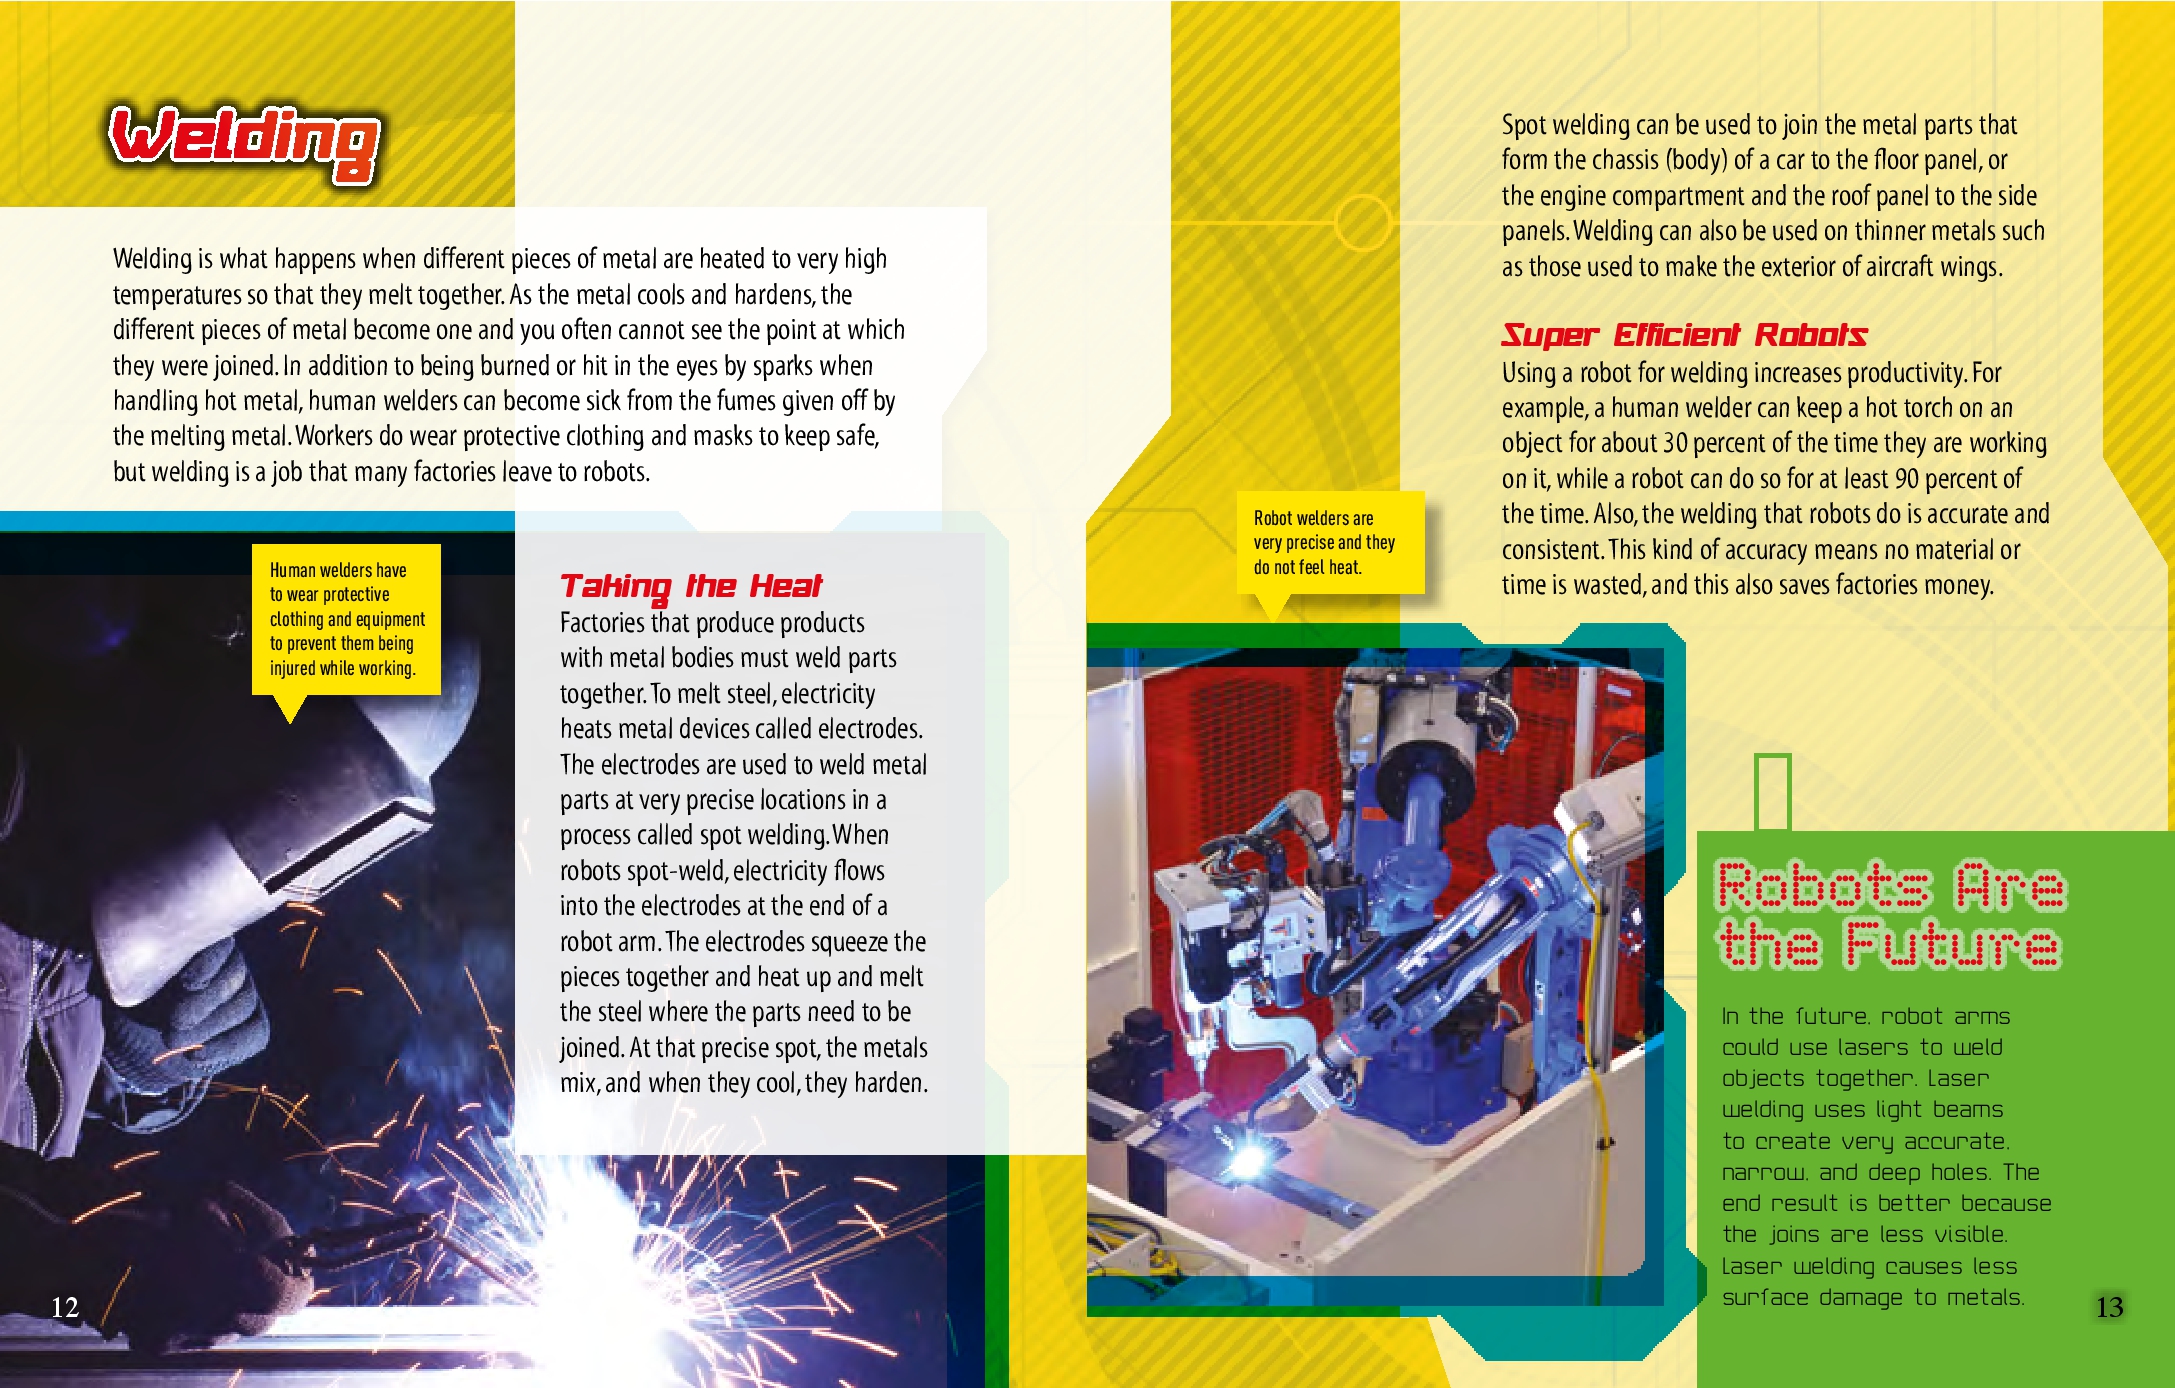 Welding
Welding is what happens when different pieces of metal are heated to very high
temperatures so that they melt together. As the metal cools and hardens, the
different pieces of metal become one and you often cannot see the point at which
they were joined. In addition to being burned or hit in the eyes by sparks when
handling hot metal, human welders can become sick from the fumes given off by
the melting metal. Workers do wear protective clothing and masks to keep safe,
but welding is a job that many factories leave to robots.
Human welders have
to wear protective
clothing and equipment
to prevent them being
injured while working.
Taking the Heat
Factories that produce products
with metal bodies must weld parts
together. To melt steel, electricity
heats metal devices called electrodes.
The electrodes are used to weld metal
parts at very precise locations in a
process called spot welding. When
robots spot-weld, electricity flows
into the electrodes at the end of a
robot arm. The electrodes squeeze the
pieces together and heat up and melt
the steel where the parts need to be
joined. At that precise spot, the metals
mix, and when they cool, they harden.
12
Spot welding can be used to join the metal parts that
form the chassis (body) of a car to the floor panel, or
the engine compartment and the roof panel to the side
panels. Welding can also be used on thinner metals such
as those used to make the exterior of aircraft wings.
Super Efficient Robots
Using a robot for welding increases productivity. For
example, a human welder can keep a hot torch on an
object for about 30 percent of the time they are working
on it, while a robot can do so for at least 90 percent of
the time. Also, the welding that robots do is accurate and
consistent. This kind of accuracy means no material or
time is wasted, and this also saves factories money.
Robot welders are
very precise and they
do not feel heat.
Robots Are
the Future
In the future, robot arms
could use lasers to weld
objects together. Laser
welding uses light beams
to create very accurate,
narrow, and deep holes. The
end result is better because
the joins are less visible.
Laser welding causes less
surface damage to metals.
13